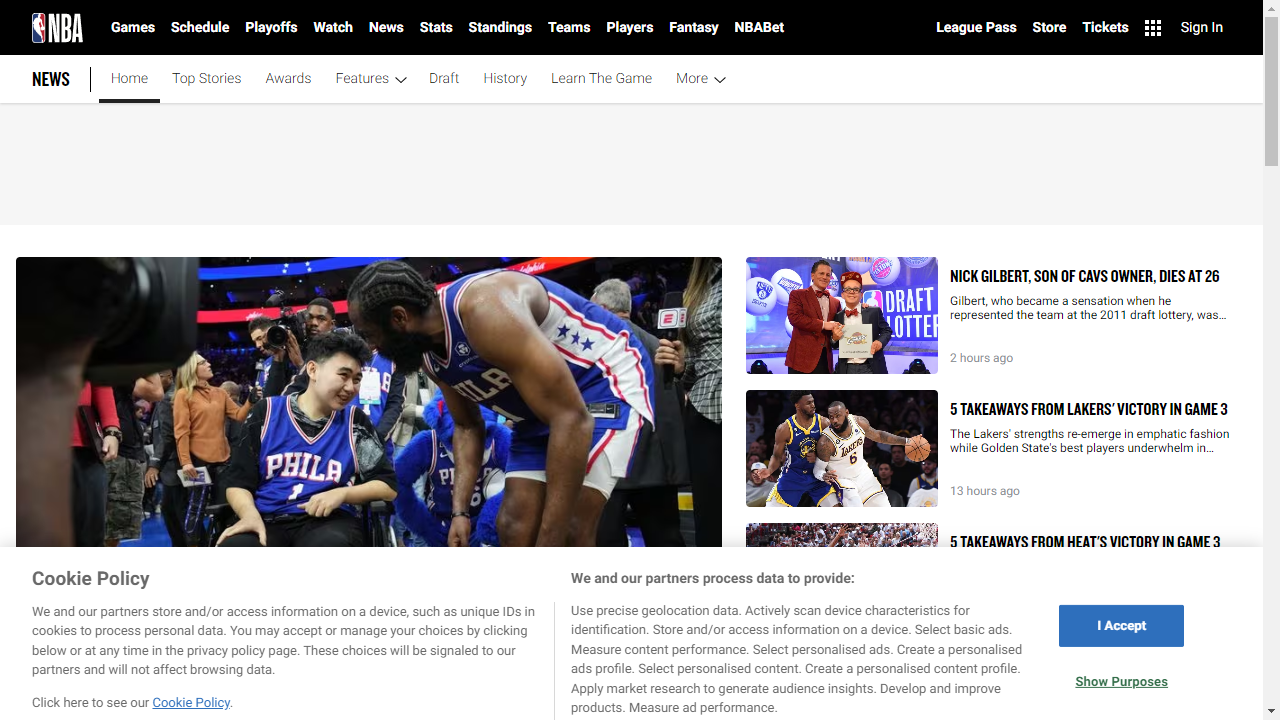 NBA Games Schedule Playoffs Watch News Stats Standings Teams Players Fantasy NBABet League Pass Store Tickets Sign In
NEWS Home Top Stories Awards Features Draft History Learn The Game More
PHILA
1
PHILA
ESPN
DRAFT
LOTTER
NICK GILBERT, SON OF CAVS OWNER, DIES AT 26
Gilbert, who became a sensation when he
represented the team at the 2011 draft lottery, was...
2 hours ago
LAKERS
6
5 TAKEAWAYS FROM LAKERS' VICTORY IN GAME 3
The Lakers' strengths re-emerge in emphatic fashion
while Golden State's best players underwhelm in...
13 hours ago
5 TAKEAWAYS FROM HEAT'S VICTORY IN GAME 3
Cookie Policy
We and our partners store and/or access information on a device, such as unique IDs in
cookies to process personal data. You may accept or manage your choices by clicking
below or at any time in the privacy policy page. These choices will be signaled to our
partners and will not affect browsing data.
Click here to see our Cookie Policy.
We and our partners process data to provide:
Use precise geolocation data. Actively scan device characteristics for
identification. Store and/or access information on a device. Select basic ads.
Measure content performance. Select personalised ads. Create a personalised
ads profile. Select personalised content. Create a personalised content profile.
Apply market research to generate audience insights. Develop and improve
products. Measure ad performance.
I Accept
Show Purposes